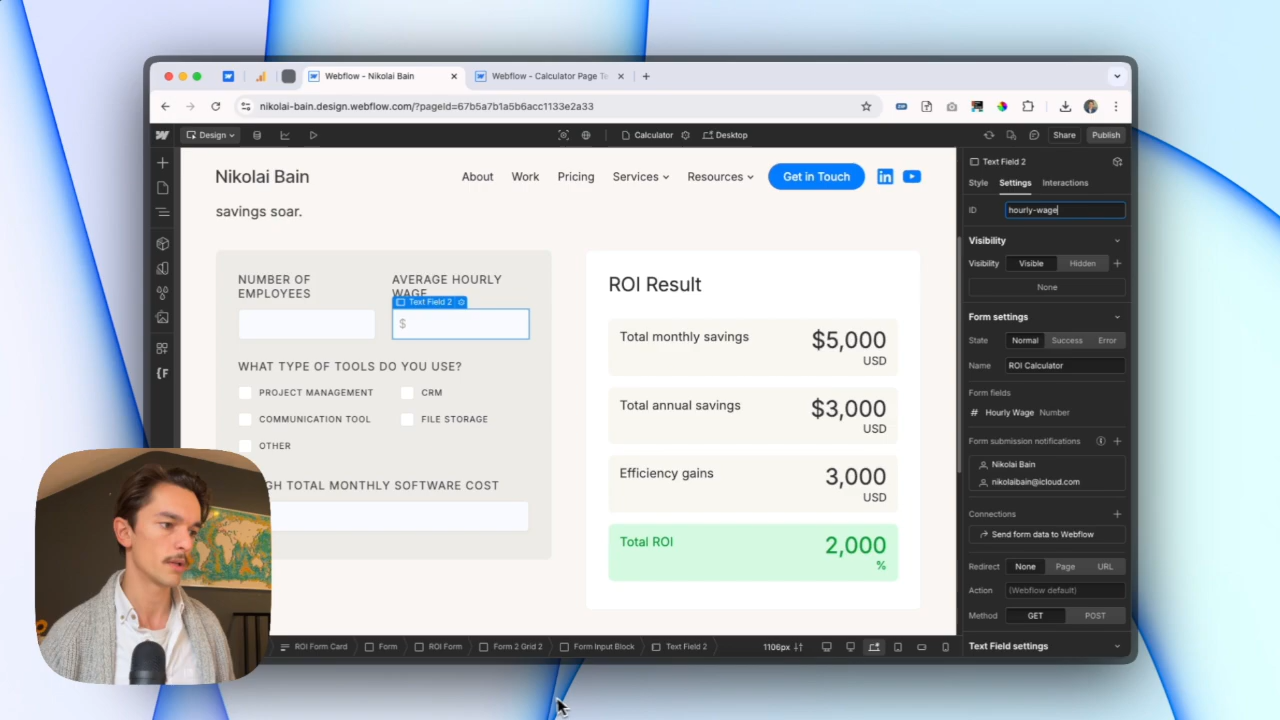 Webflow - Nikolai Bain
Webflow - Calculator Page Te
nikolai-bain.design.webflow.com/?pageId=67b5a7b1a5b6acc1133e2a33
Design
Calculator
Desktop
Share
Publish
Nikolai Bain
About
Work
Pricing
Services
Resources
Get in Touch
savings soar.
NUMBER OF
EMPLOYEES
AVERAGE HOURLY
WAGE
Text Field 2
$
WHAT TYPE OF TOOLS DO YOU USE?
PROJECT MANAGEMENT
CRM
COMMUNICATION TOOL
FILE STORAGE
OTHER
GH TOTAL MONTHLY SOFTWARE COST
ROI Result
Total monthly savings
$5,000
USD
Total annual savings
$3,000
USD
Efficiency gains
3,000
USD
Total ROI
2,000
%
Text Field 2
Style
Settings
Interactions
ID
hourly-wage
Visibility
Visibility
Visible
Hidden
None
Form settings
State
Normal
Success
Error
Name
ROI Calculator
Form fields
# Hourly Wage Number
Form submission notifications
Nikolai Bain
nikolaibain@icloud.com
Connections
Send form data to Webflow
Redirect
None
Page
URL
Action
(Webflow default)
Method
GET
POST
Text Field settings
ROI Form Card
Form
ROI Form
Form 2 Grid 2
Form Input Block
Text Field 2
1106px